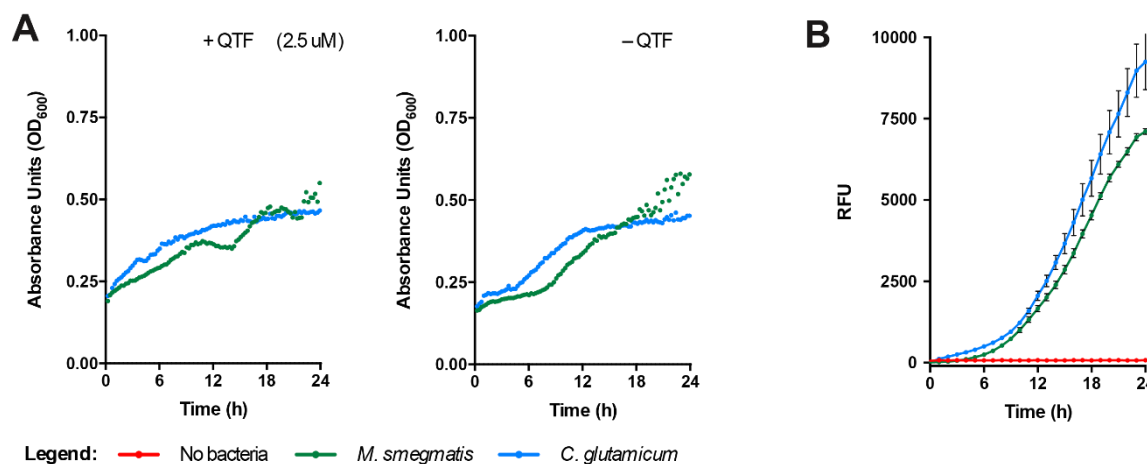 A
+ QTF (2.5 uM)
Absorbance Units (OD600)
1.00
0.75
0.50
0.25
0.00
0 6 12 18 24
Time (h)
– QTF
Absorbance Units (OD600)
1.00
0.75
0.50
0.25
0.00
0 6 12 18 24
Time (h)
B
RFU
10000
7500
5000
2500
0
0 6 12 18 24
Time (h)
Legend: No bacteria M. smegmatis C. glutamicum